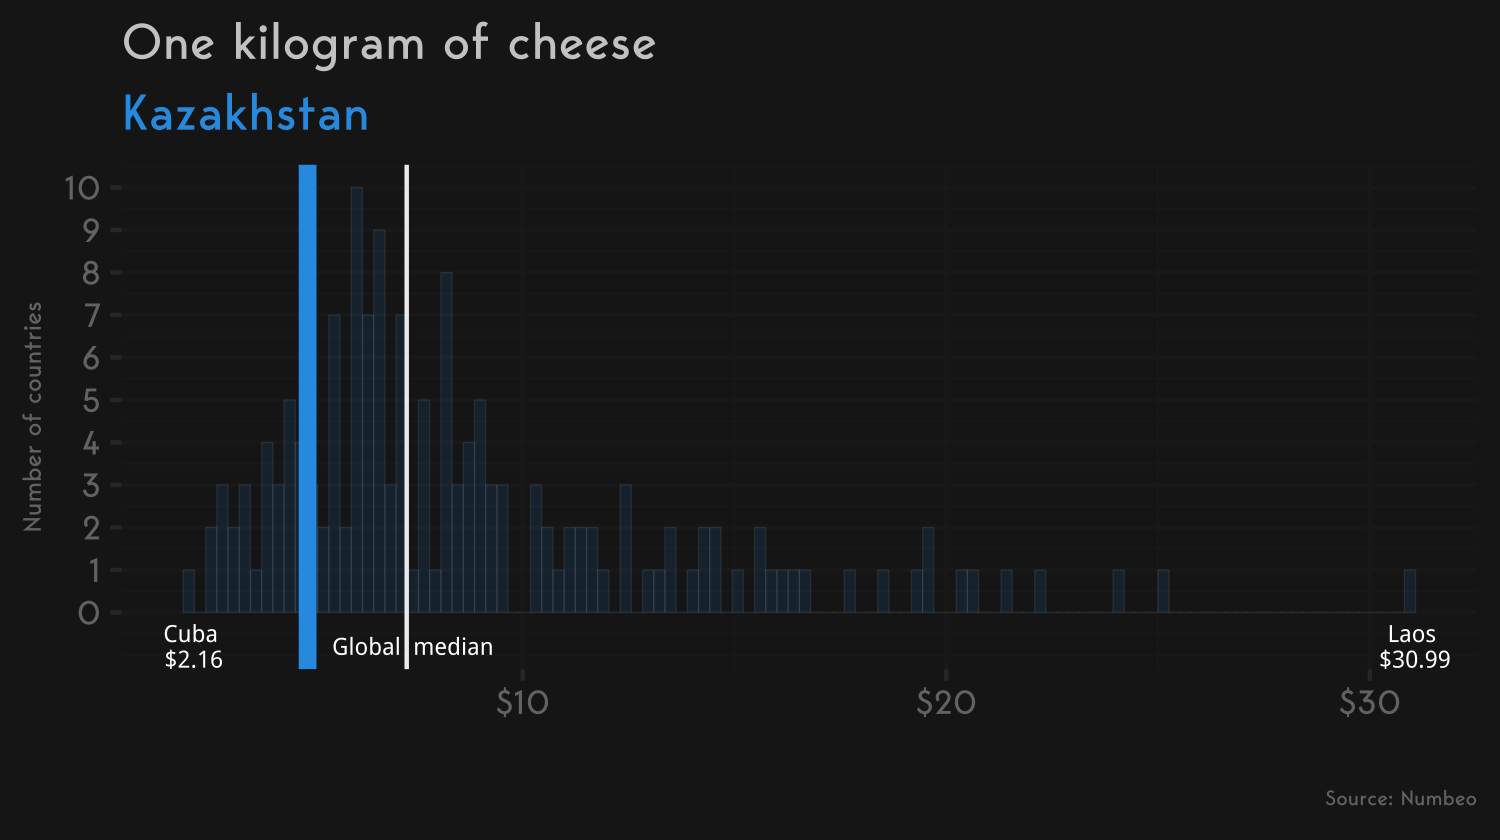 One kilogram of cheese
Kazakhstan
Number of countries
10
9
8
7
6
5
4
3
2
1
0
Cuba
$2.16
Global median
Laos
$30.99
$10
$20
$30
Source: Numbeo